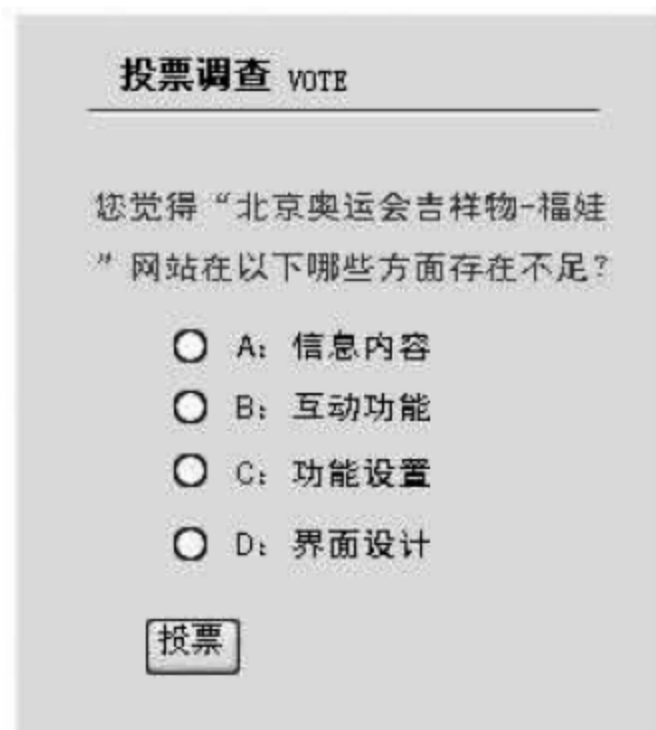 投票调查 VOTE
您觉得“北京奥运会吉祥物-福娃
”网站在以下哪些方面存在不足?
A: 信息内容
B: 互动功能
C: 功能设置
D: 界面设计
投票